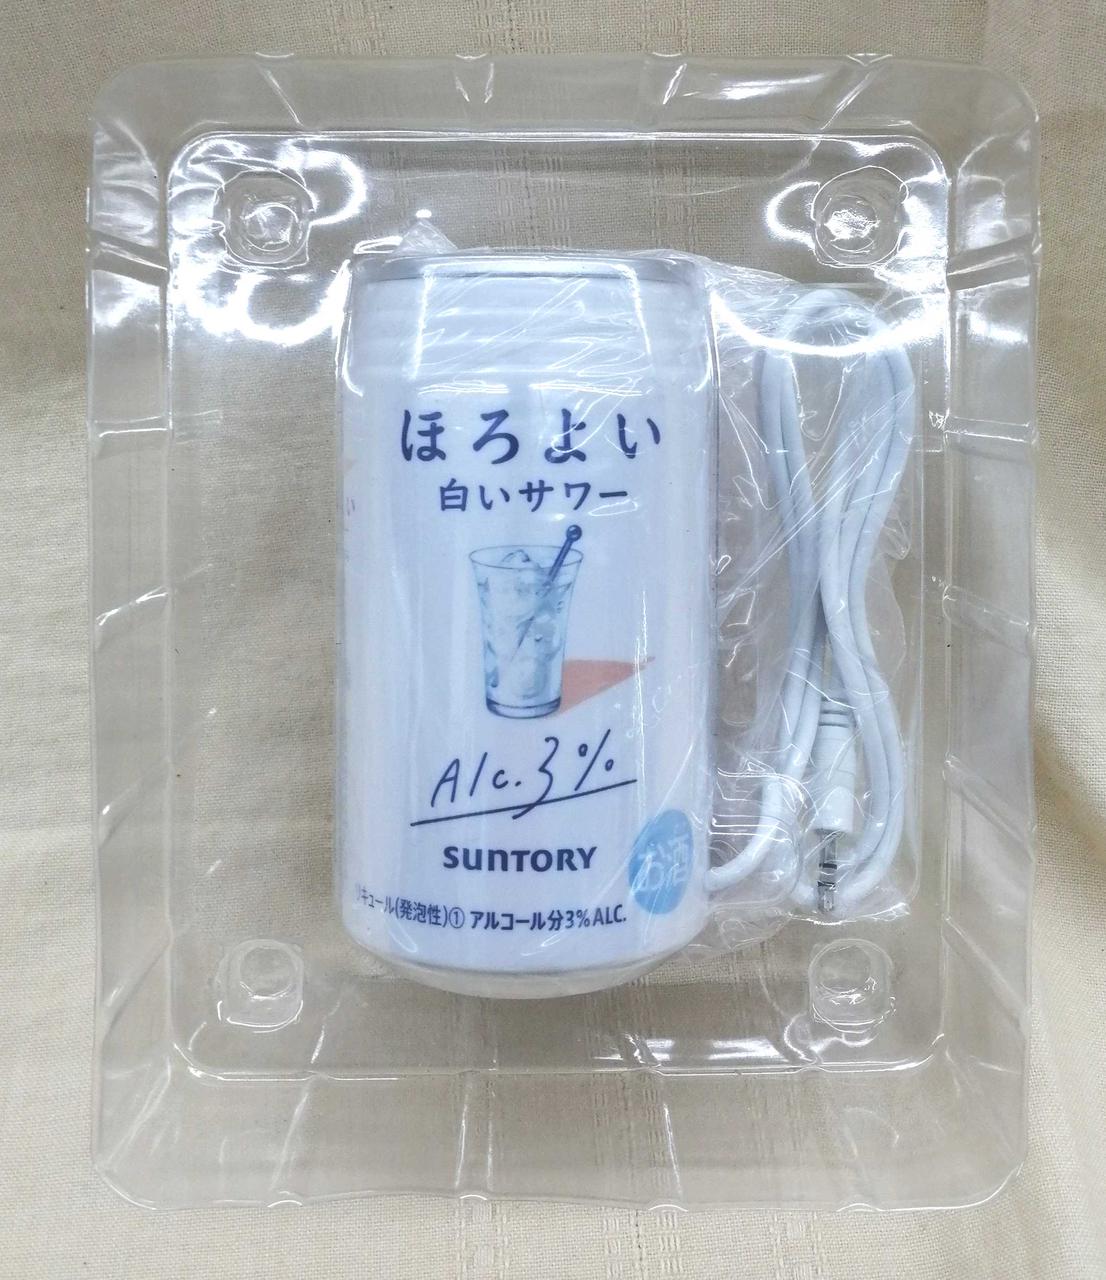 ほろよい
白いサワー
Alc.3%
SUNTORY
お酒
キュール(発泡性)① アルコール分3%ALC.